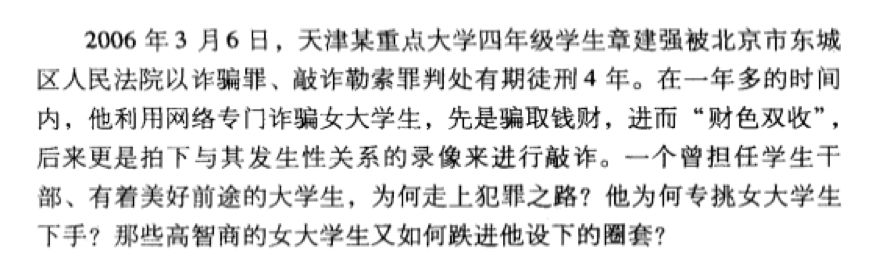 2006 年 3 月 6 日，天津某重点大学四年级学生章建强被北京市东城
区人民法院以诈骗罪、敲诈勒索罪判处有期徒刑 4 年。在一年多的时间
内，他利用网络专门诈骗女大学生，先是骗取钱财，进而“财色双收”，
后来更是拍下与其发生性关系的录像来进行敲诈。一个曾担任学生干
部、有着美好前途的大学生，为何走上犯罪之路？他为何专挑女大学生
下手？那些高智商的女大学生又如何跌进他设下的圈套？